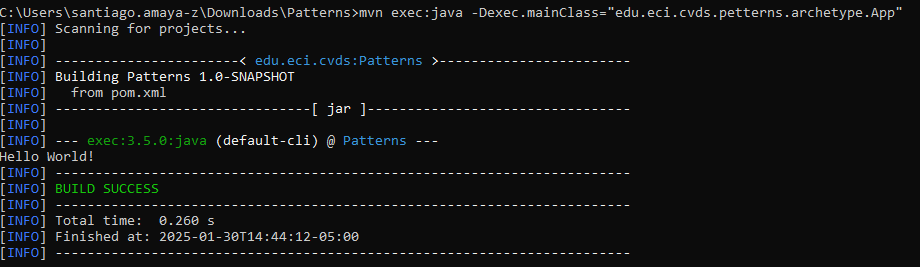 C:\Users\santiago.amaya-z\Downloads\Patterns>mvn exec:java -Dexec.mainClass="edu.eci.cvds.petterns.archetype.App"
[INFO] Scanning for projects...
[INFO]
[INFO] -----------------------< edu.eci.cvds:Patterns >------------------------
[INFO] Building Patterns 1.0-SNAPSHOT
[INFO]   from pom.xml
[INFO] --------------------------------[ jar ]---------------------------------
[INFO]
[INFO] --- exec:3.5.0:java (default-cli) @ Patterns ---
Hello World!
[INFO] ------------------------------------------------------------------------
[INFO] BUILD SUCCESS
[INFO] ------------------------------------------------------------------------
[INFO] Total time:  0.260 s
[INFO] Finished at: 2025-01-30T14:44:12-05:00
[INFO] ------------------------------------------------------------------------